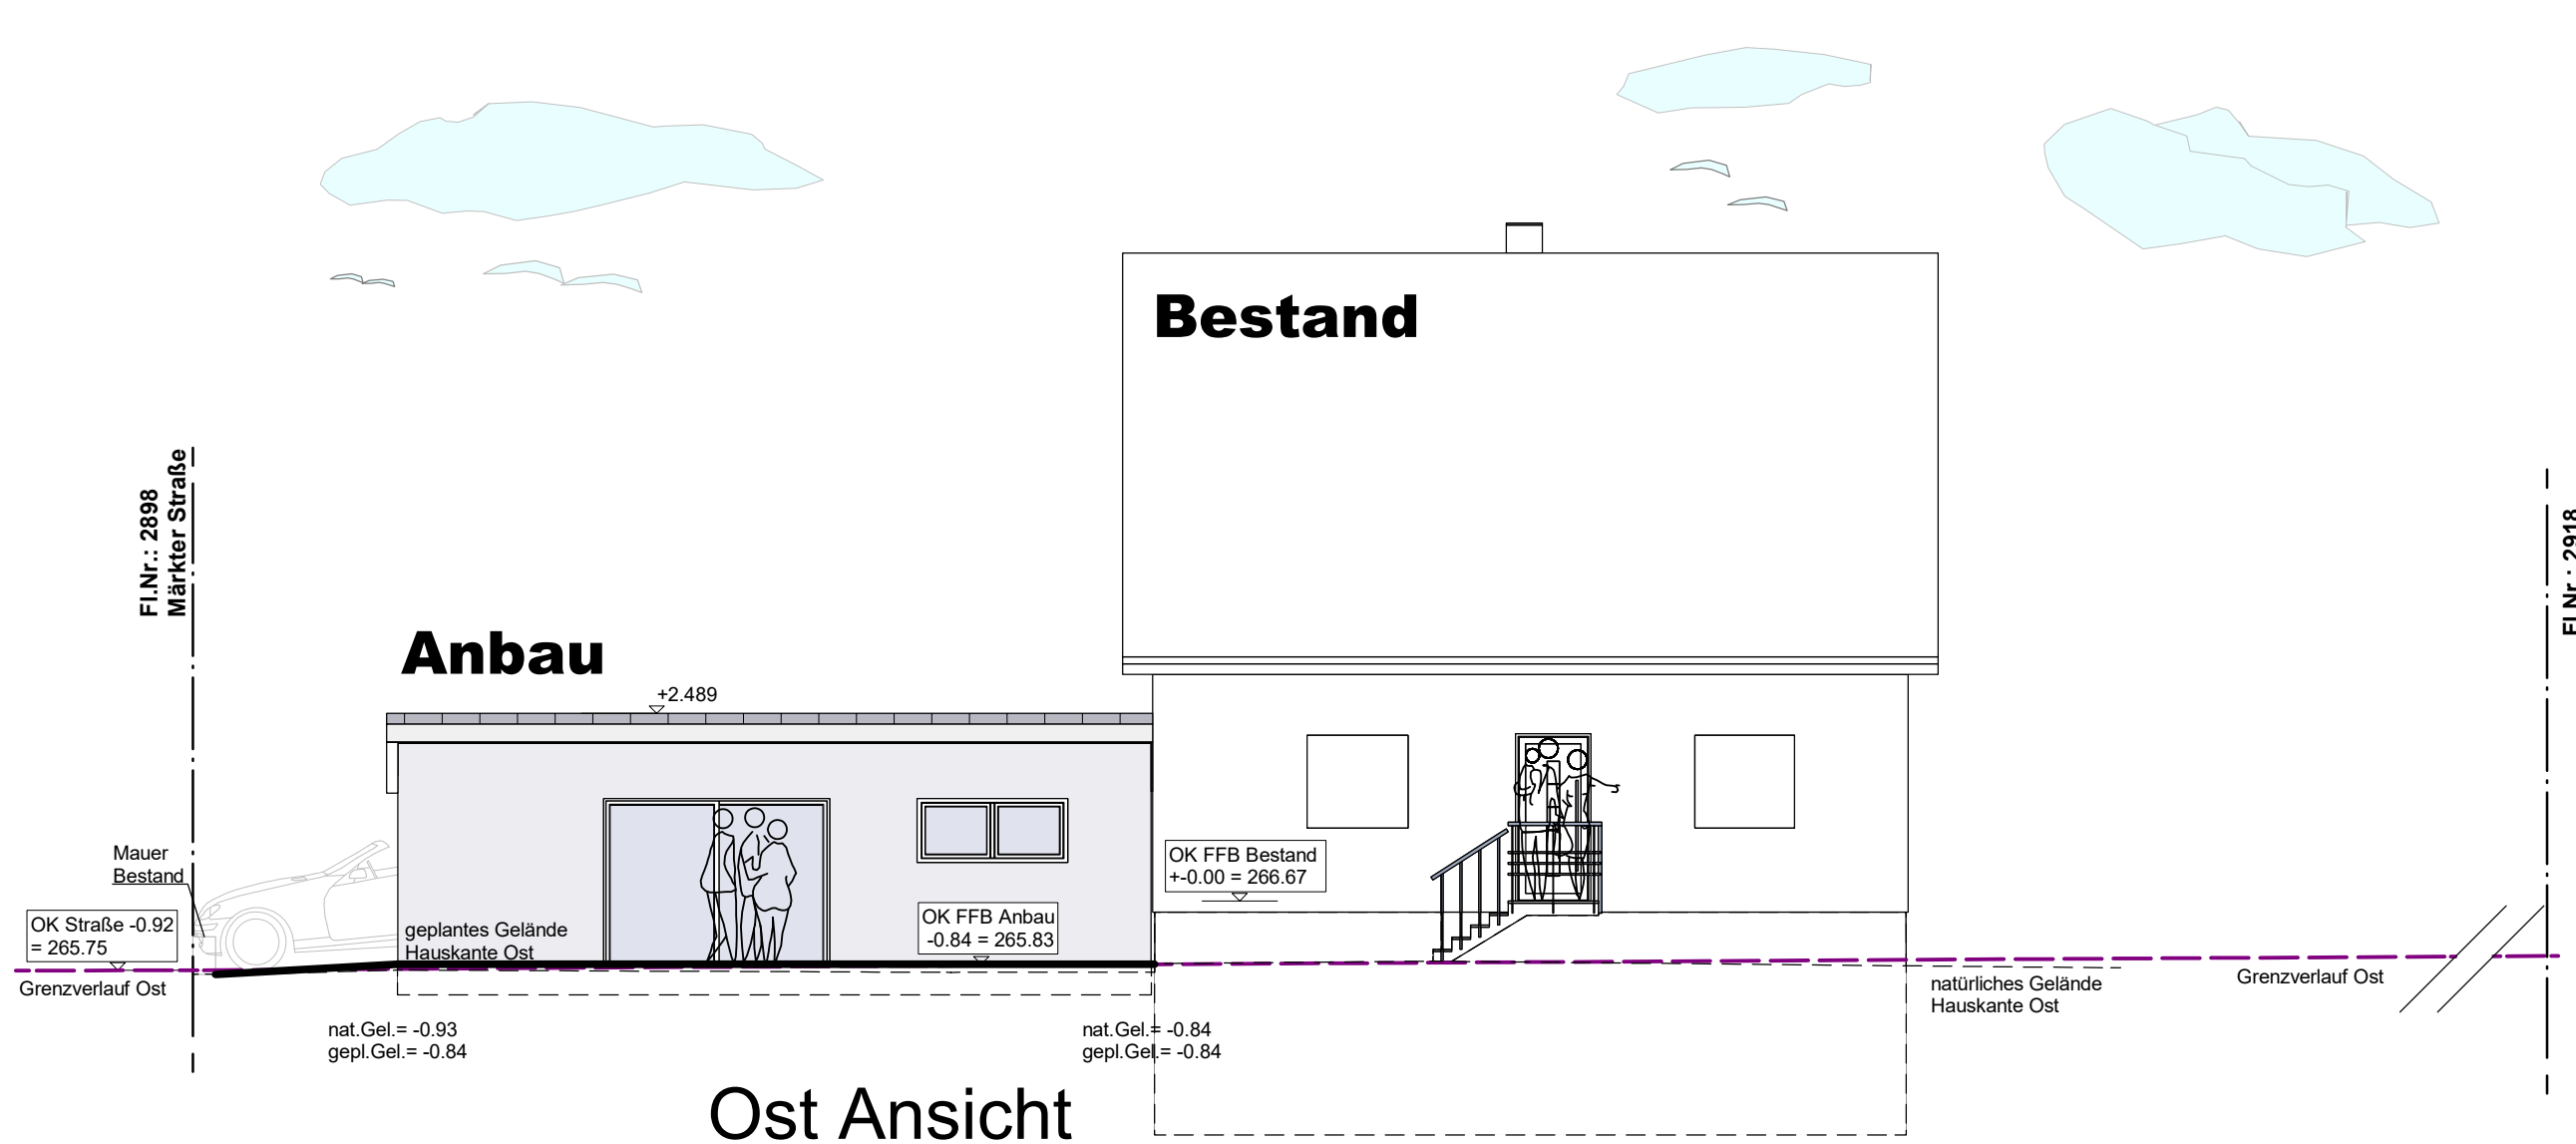 Bestand
Fl.Nr.: 2898
Märkter Straße
Fl.Nr.: 2918
Anbau
+2.489
Mauer
Bestand
OK FFB Bestand
+-0.00 = 266.67
OK Straße -0.92
= 265.75
geplantes Gelände
Hauskante Ost
OK FFB Anbau
-0.84 = 265.83
Grenzverlauf Ost
natürliches Gelände
Hauskante Ost
Grenzverlauf Ost
nat.Gel.= -0.93
gepl.Gel.= -0.84
nat.Gel.= -0.84
gepl.Gel.= -0.84
Ost Ansicht